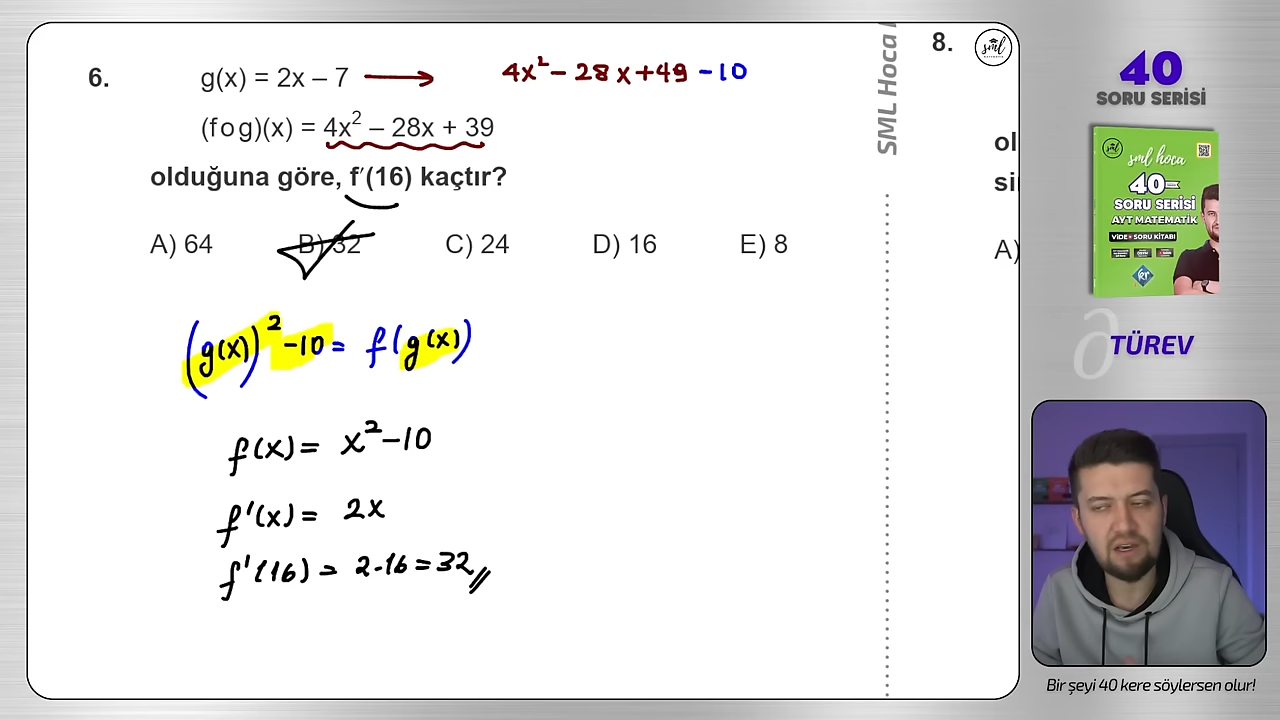 6.
g(x) = 2x – 7 → 4x² – 28x + 49 – 10
(fog)(x) = 4x² – 28x + 39
olduğuna göre, f′(16) kaçtır?
A) 64 B) 32 C) 24 D) 16 E) 8
(g(x))² – 10 = f(g(x))
f(x) = x² – 10
f'(x) = 2x
f'(16) = 2·16 = 32 //
SML Hoca
8.
sml
ol
A)
40
SORU SERİSİ
sml
sml hoca
40
SORU SERİSİ
AYT MATEMATİK
VİDEO SORU KİTABI
KR
∂
TÜREV
Bir şeyi 40 kere söylersen olur!